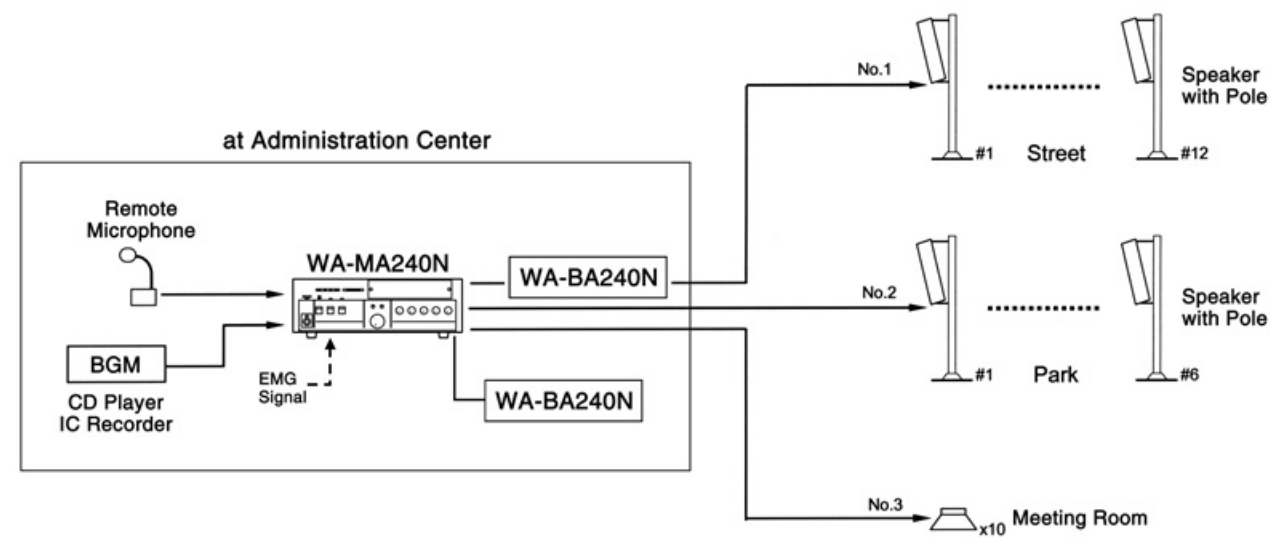 at Administration Center
Remote
Microphone
WA-MA240N
WA-BA240N
BGM
CD Player
IC Recorder
EMG
Signal
WA-BA240N
No.1
#1
Street
#12
Speaker
with Pole
No.2
#1
Park
#6
Speaker
with Pole
No.3
x10
Meeting Room